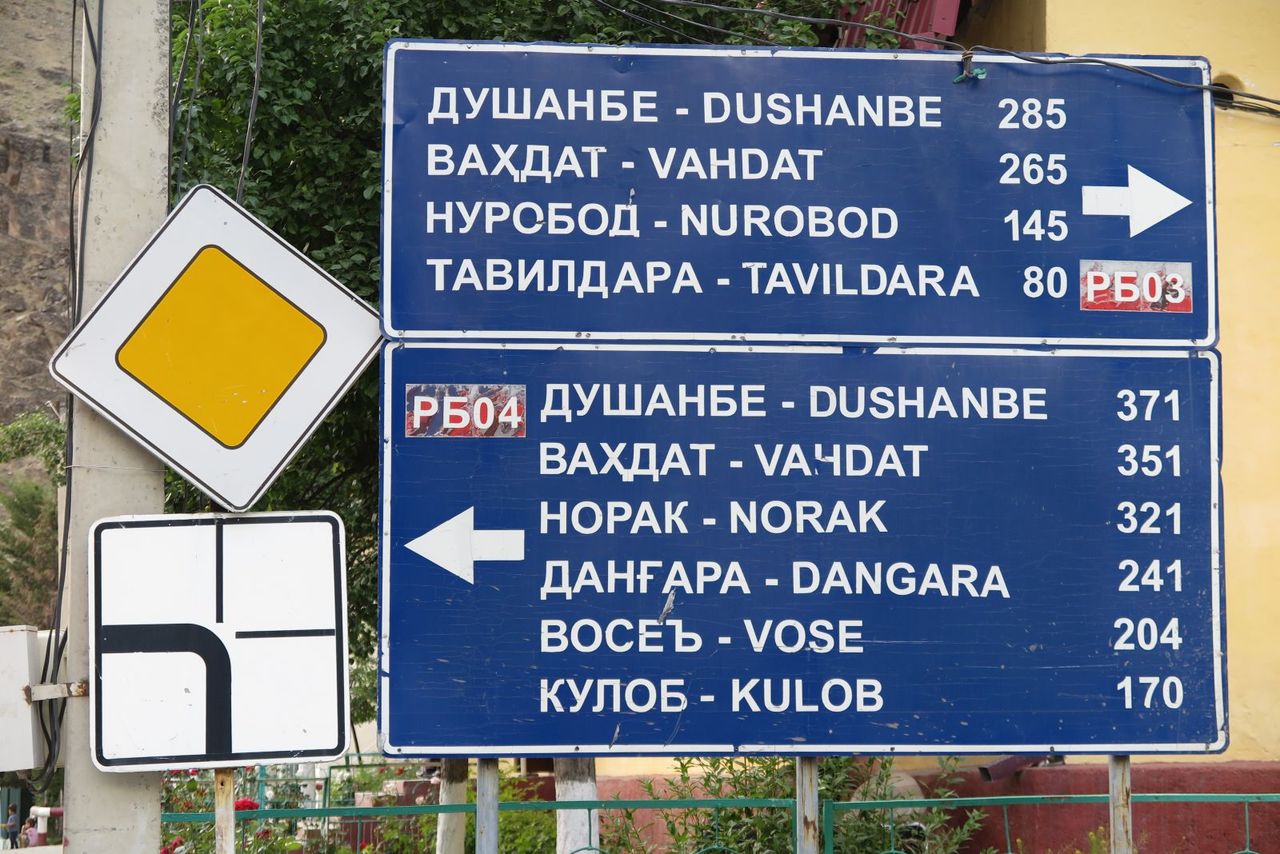 ДУШАНБЕ - DUSHANBE 285
ВАҲДАТ - VAHDAT 265
НУРОБОД - NUROBOD 145
ТАВИЛДАРА - TAVILDARA 80 РБ03
РБ04 ДУШАНБЕ - DUSHANBE 371
ВАҲДАТ - VAЧDAT 351
НОРАК - NORAK 321
ДАНҒАРА - DANGARA 241
ВОСЕЪ - VOSE 204
КУЛОБ - KULOB 170